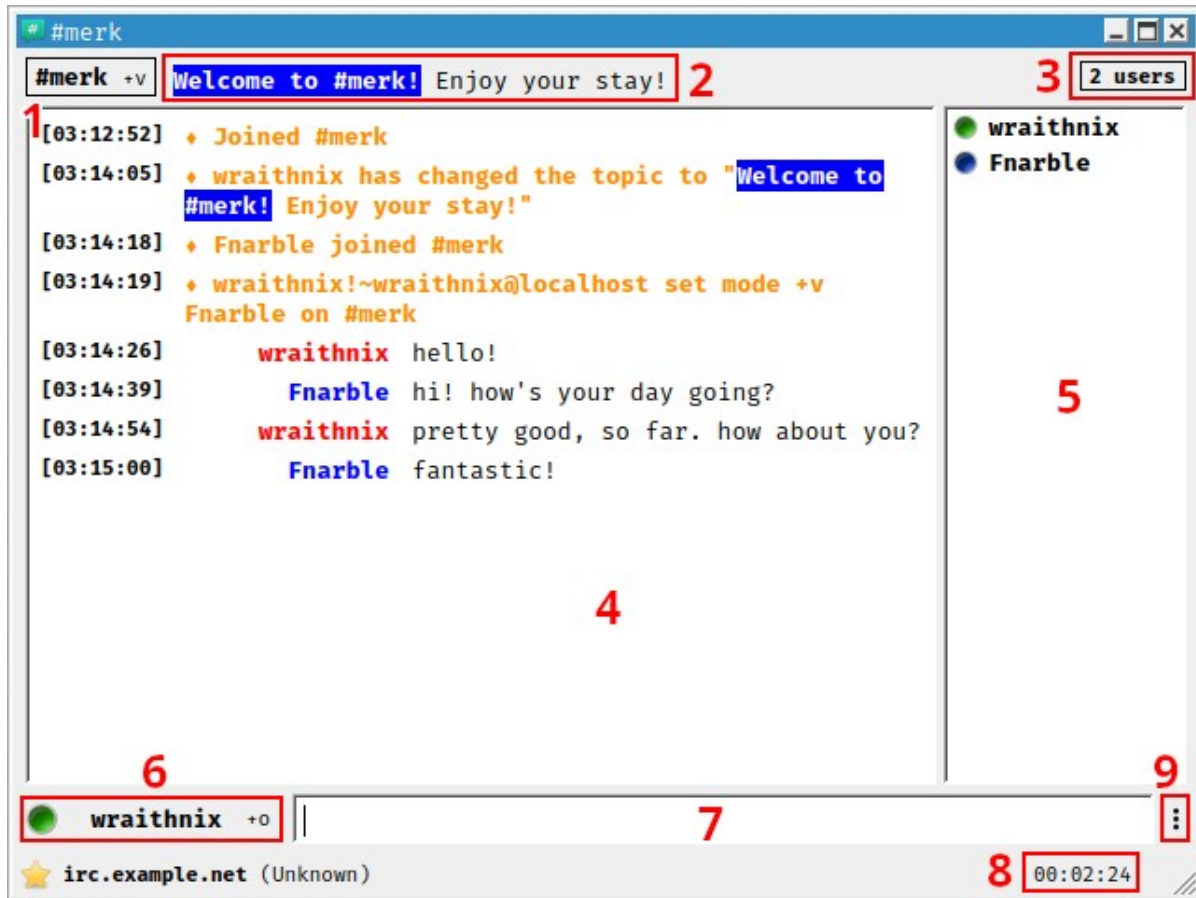 #merk
#merk +v Welcome to #merk! Enjoy your stay! 2 3 2 users
1
[03:12:52] ♦ Joined #merk
[03:14:05] ♦ wraithnix has changed the topic to "Welcome to
#merk! Enjoy your stay!"
[03:14:18] ♦ Fnarble joined #merk
[03:14:19] ♦ wraithnix!~wraithnix@localhost set mode +v
Fnarble on #merk
[03:14:26] wraithnix hello!
[03:14:39] Fnarble hi! how's your day going?
[03:14:54] wraithnix pretty good, so far. how about you?
[03:15:00] Fnarble fantastic!
4
wraithnix
Fnarble
5
6
9
wraithnix +o 7
irc.example.net (Unknown) 8 00:02:24